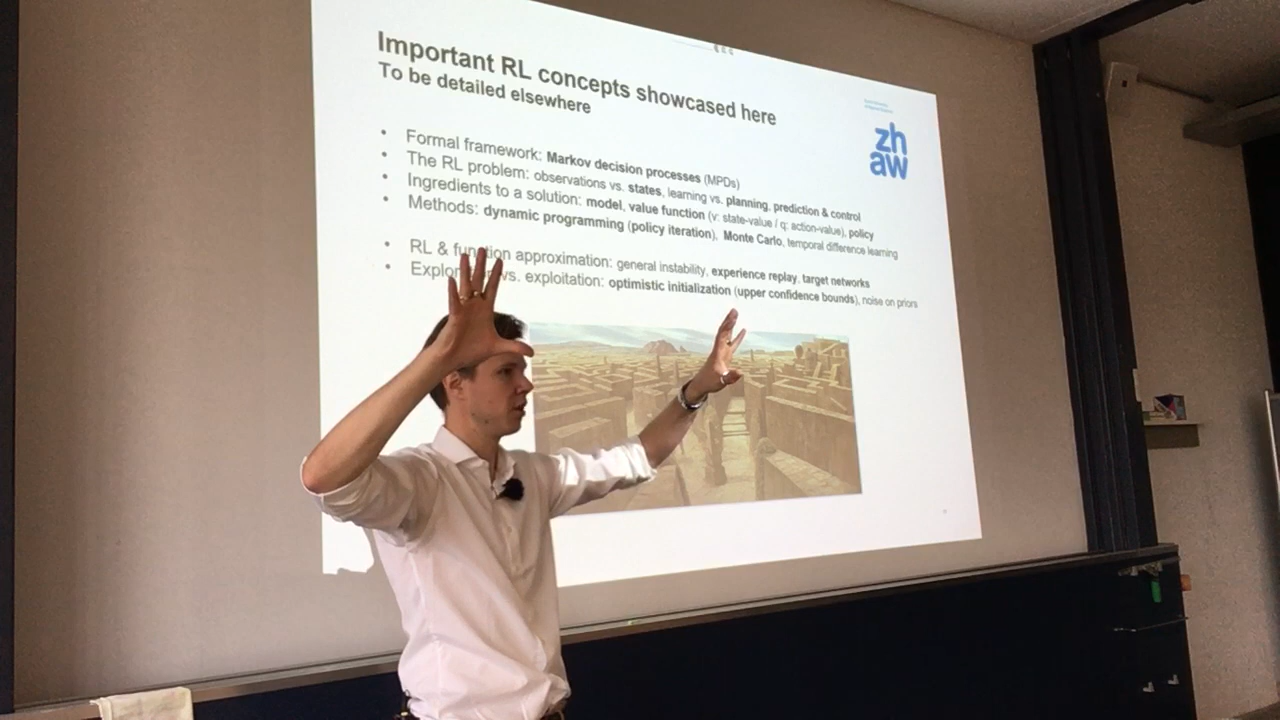 Important RL concepts showcased here
To be detailed elsewhere
zh
aw
• Formal framework: Markov decision processes (MPDs)
• The RL problem: observations vs. states, learning vs. planning, prediction & control
• Ingredients to a solution: model, value function (v: state-value / q: action-value), policy
• Methods: dynamic programming (policy iteration), Monte Carlo, temporal difference learning
• RL & function approximation: general instability, experience replay, target networks
• vs. exploitation: optimistic initialization (upper confidence bounds), noise on priors